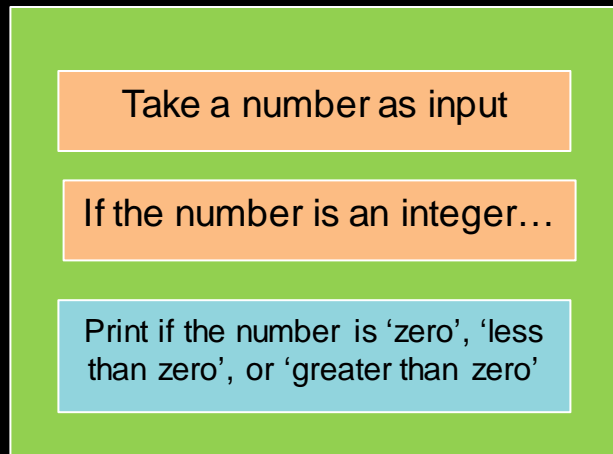 Take a number as input
If the number is an integer…
Print if the number is ‘zero’, ‘less
than zero’, or ‘greater than zero’